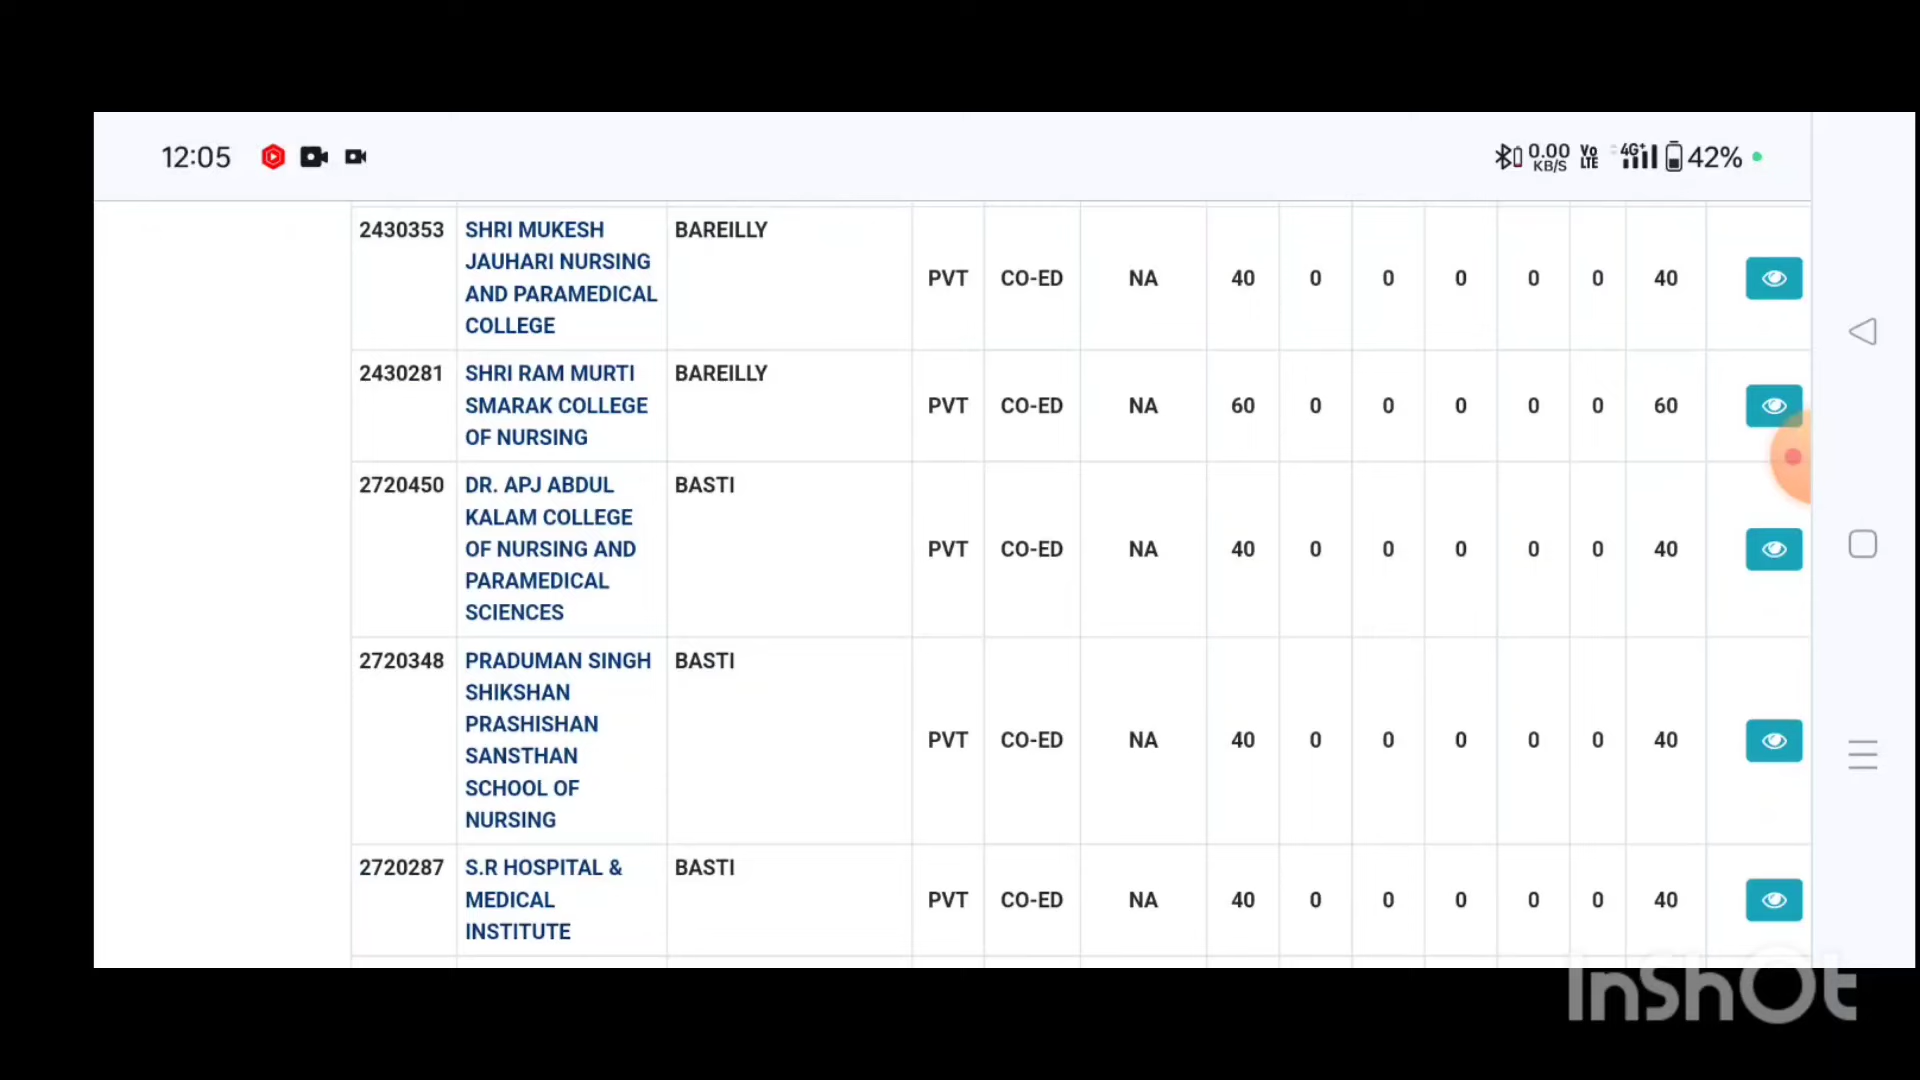 12:05
0.00 KB/S Vo LTE 4G+ 42%
2430353 SHRI MUKESH BAREILLY
JAUHARI NURSING
AND PARAMEDICAL PVT CO-ED NA 40 0 0 0 0 0 40
COLLEGE
2430281 SHRI RAM MURTI BAREILLY
SMARAK COLLEGE PVT CO-ED NA 60 0 0 0 0 0 60
OF NURSING
2720450 DR. APJ ABDUL BASTI
KALAM COLLEGE
OF NURSING AND PVT CO-ED NA 40 0 0 0 0 0 40
PARAMEDICAL
SCIENCES
2720348 PRADUMAN SINGH BASTI
SHIKSHAN
PRASHISHAN PVT CO-ED NA 40 0 0 0 0 0 40
SANSTHAN
SCHOOL OF
NURSING
2720287 S.R HOSPITAL & BASTI
MEDICAL PVT CO-ED NA 40 0 0 0 0 0 40
INSTITUTE
InShOt